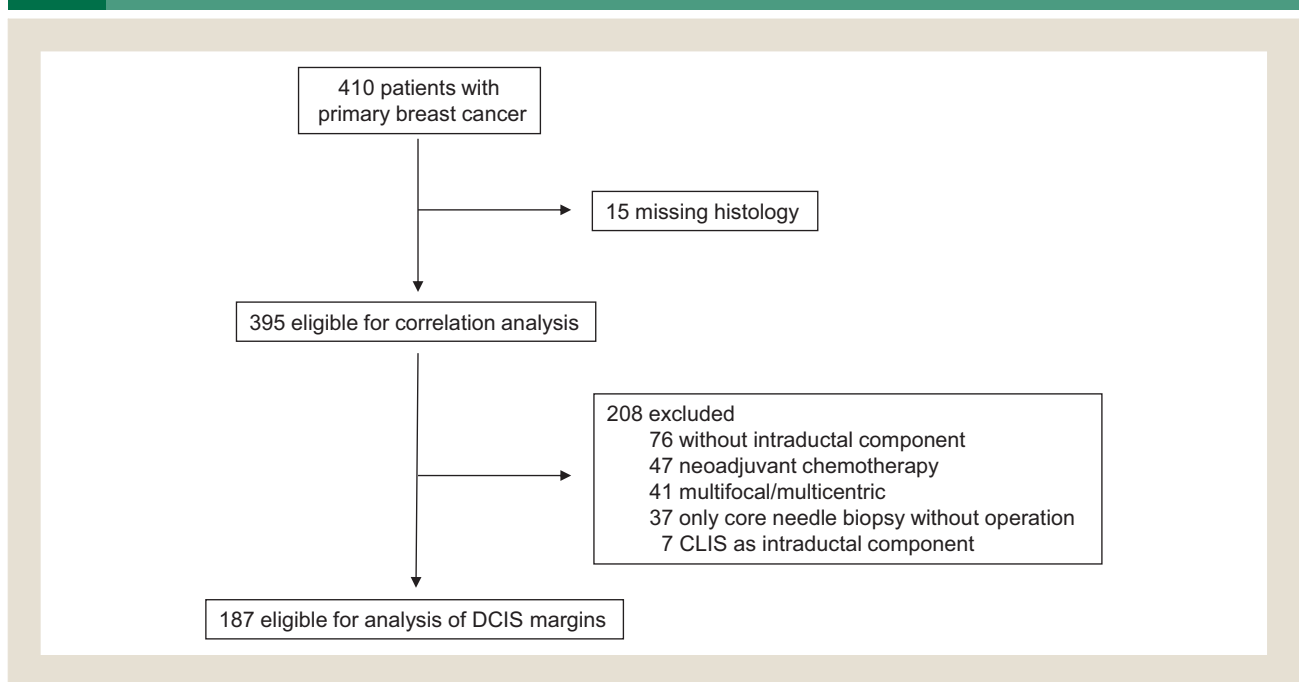 410 patients with
primary breast cancer
15 missing histology
395 eligible for correlation analysis
208 excluded
76 without intraductal component
47 neoadjuvant chemotherapy
41 multifocal/multicentric
37 only core needle biopsy without operation
7 CLIS as intraductal component
187 eligible for analysis of DCIS margins